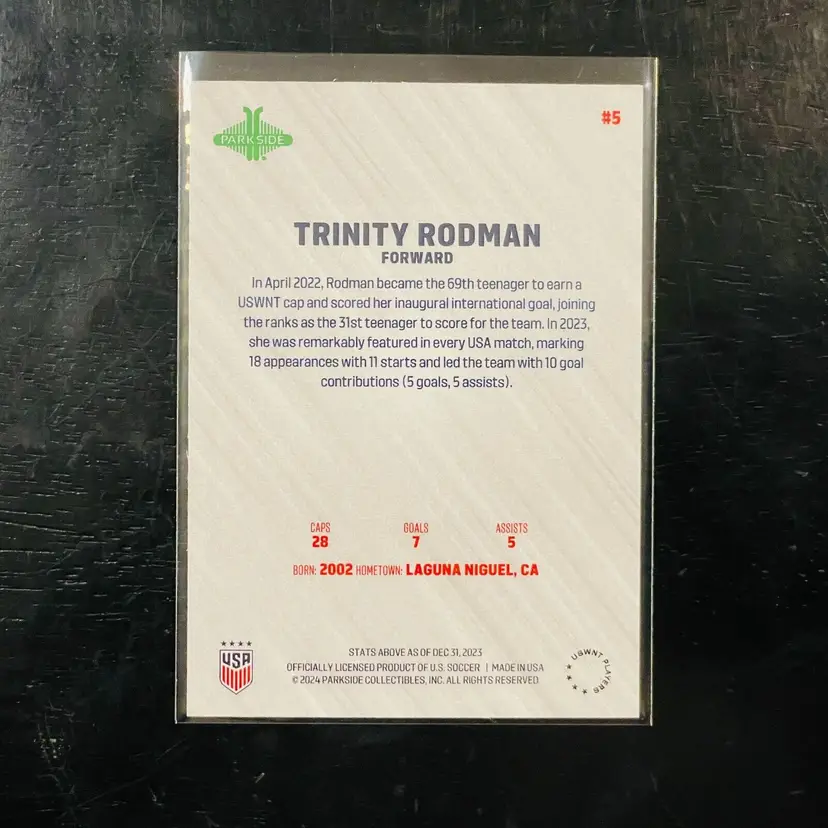 PARKSIDE
#5
TRINITY RODMAN
FORWARD
In April 2022, Rodman became the 69th teenager to earn a
USWNT cap and scored her inaugural international goal, joining
the ranks as the 31st teenager to score for the team. In 2023,
she was remarkably featured in every USA match, marking
18 appearances with 11 starts and led the team with 10 goal
contributions (5 goals, 5 assists).
CAPS GOALS ASSISTS
28 7 5
BORN: 2002 HOMETOWN: LAGUNA NIGUEL, CA
USA
STATS ABOVE AS OF DEC 31, 2023
OFFICIALLY LICENSED PRODUCT OF U.S. SOCCER | MADE IN USA
© 2024 PARKSIDE COLLECTIBLES, INC. ALL RIGHTS RESERVED
USWNT PLAYERS